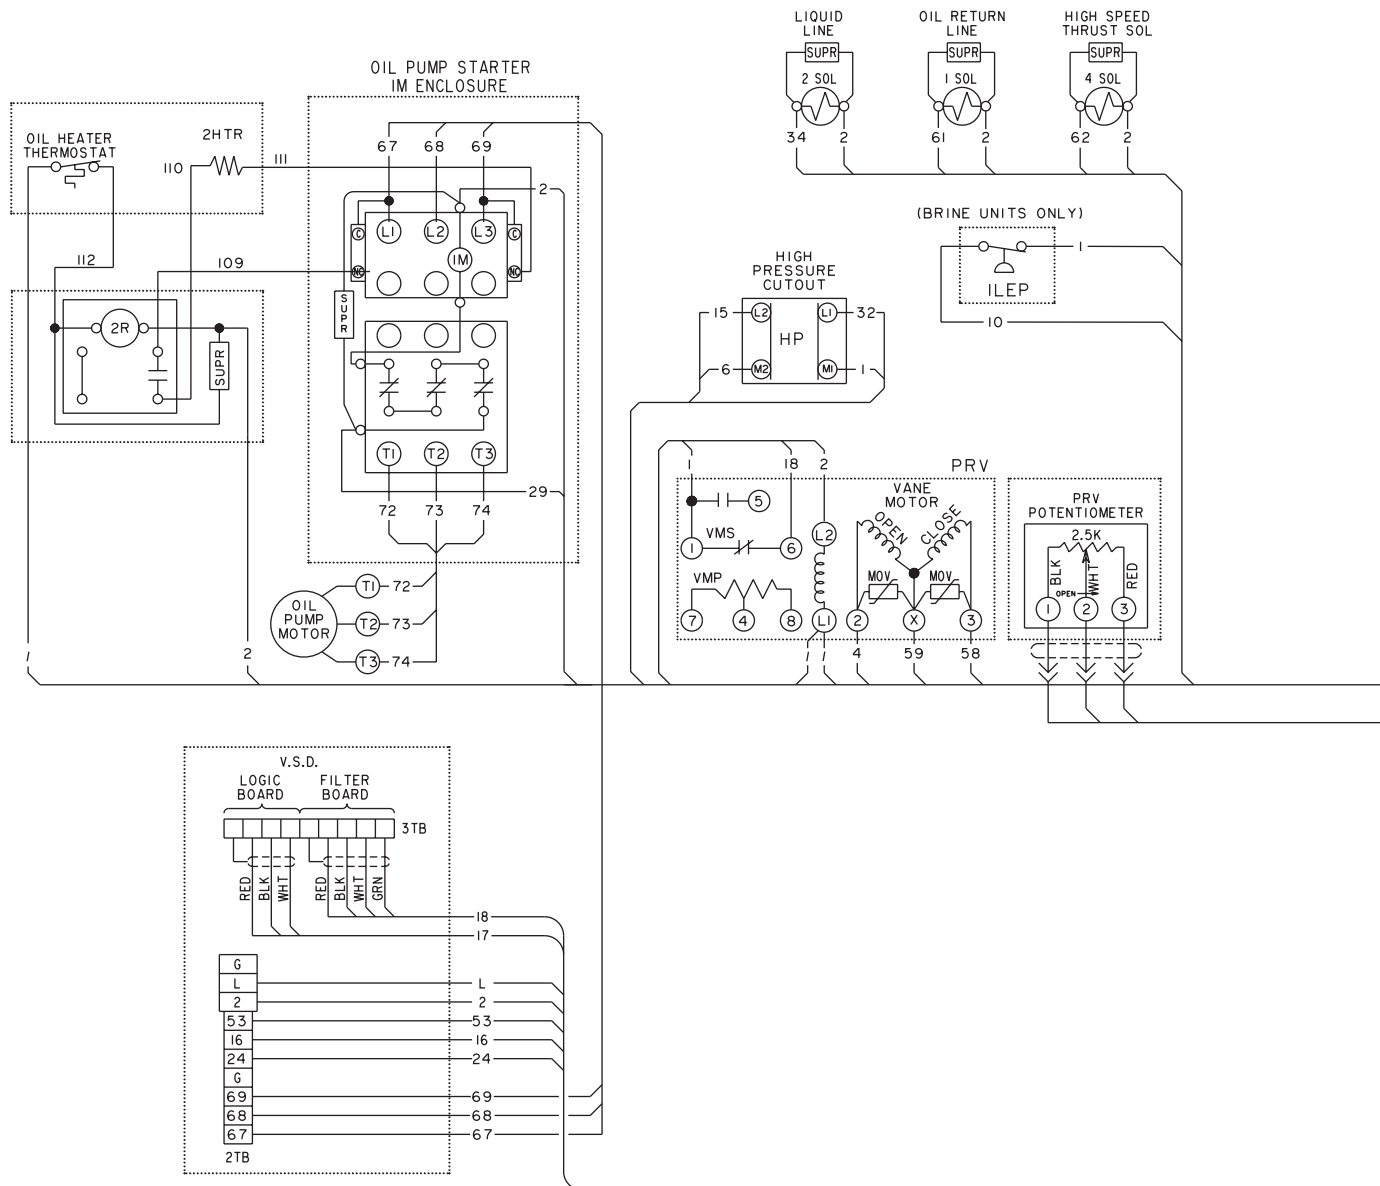 LIQUID
LINE
SUPR
2 SOL
34
2
OIL RETURN
LINE
SUPR
1 SOL
61
2
HIGH SPEED
THRUST SOL
SUPR
4 SOL
62
2
OIL PUMP STARTER
1M ENCLOSURE
OIL HEATER
THERMOSTAT
2HTR
110
111
112
109
2R
SUPR
67
68
69
2
C
L1
L2
L3
C
1M
NC
NC
SUPR
T1
T2
T3
29
72
73
74
OIL
PUMP
MOTOR
T1
72
T2
73
T3
74
1
2
(BRINE UNITS ONLY)
1
1LEP
10
HIGH
PRESSURE
CUTOUT
15
L2
L1
32
HP
6
M2
M1
1
1
18
2
PRV
5
VMS
1
6
VMP
7
4
8
L2
L1
VANE
MOTOR
OPEN
CLOSE
MOV
MOV
2
X
3
1
1
4
59
58
PRV
POTENTIOMETER
2.5K
BLK
WHT
RED
OPEN
1
2
3
V.S.D.
LOGIC
BOARD
FILTER
BOARD
3TB
RED
BLK
WHT
RED
BLK
WHT
GRN
18
17
G
L
L
2
2
53
53
16
16
24
24
G
69
69
68
68
67
67
2TB